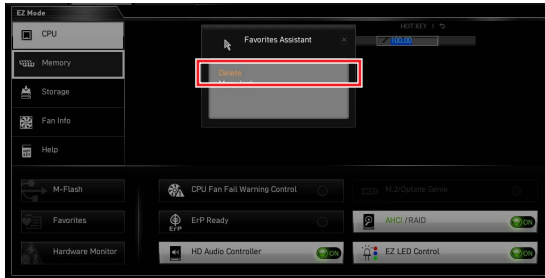 EZ Mode
HOT KEY
CPU
Favorites Assistant
100.00
Memory
Delete
Storage
Fan Info
Help
M-Flash
CPU Fan Fail Warning Control
M.2/Optane Genie
Favorites
ErP
ErP Ready
AHCI /RAID
ON
Hardware Monitor
HD Audio Controller
ON
EZ LED Control
ON